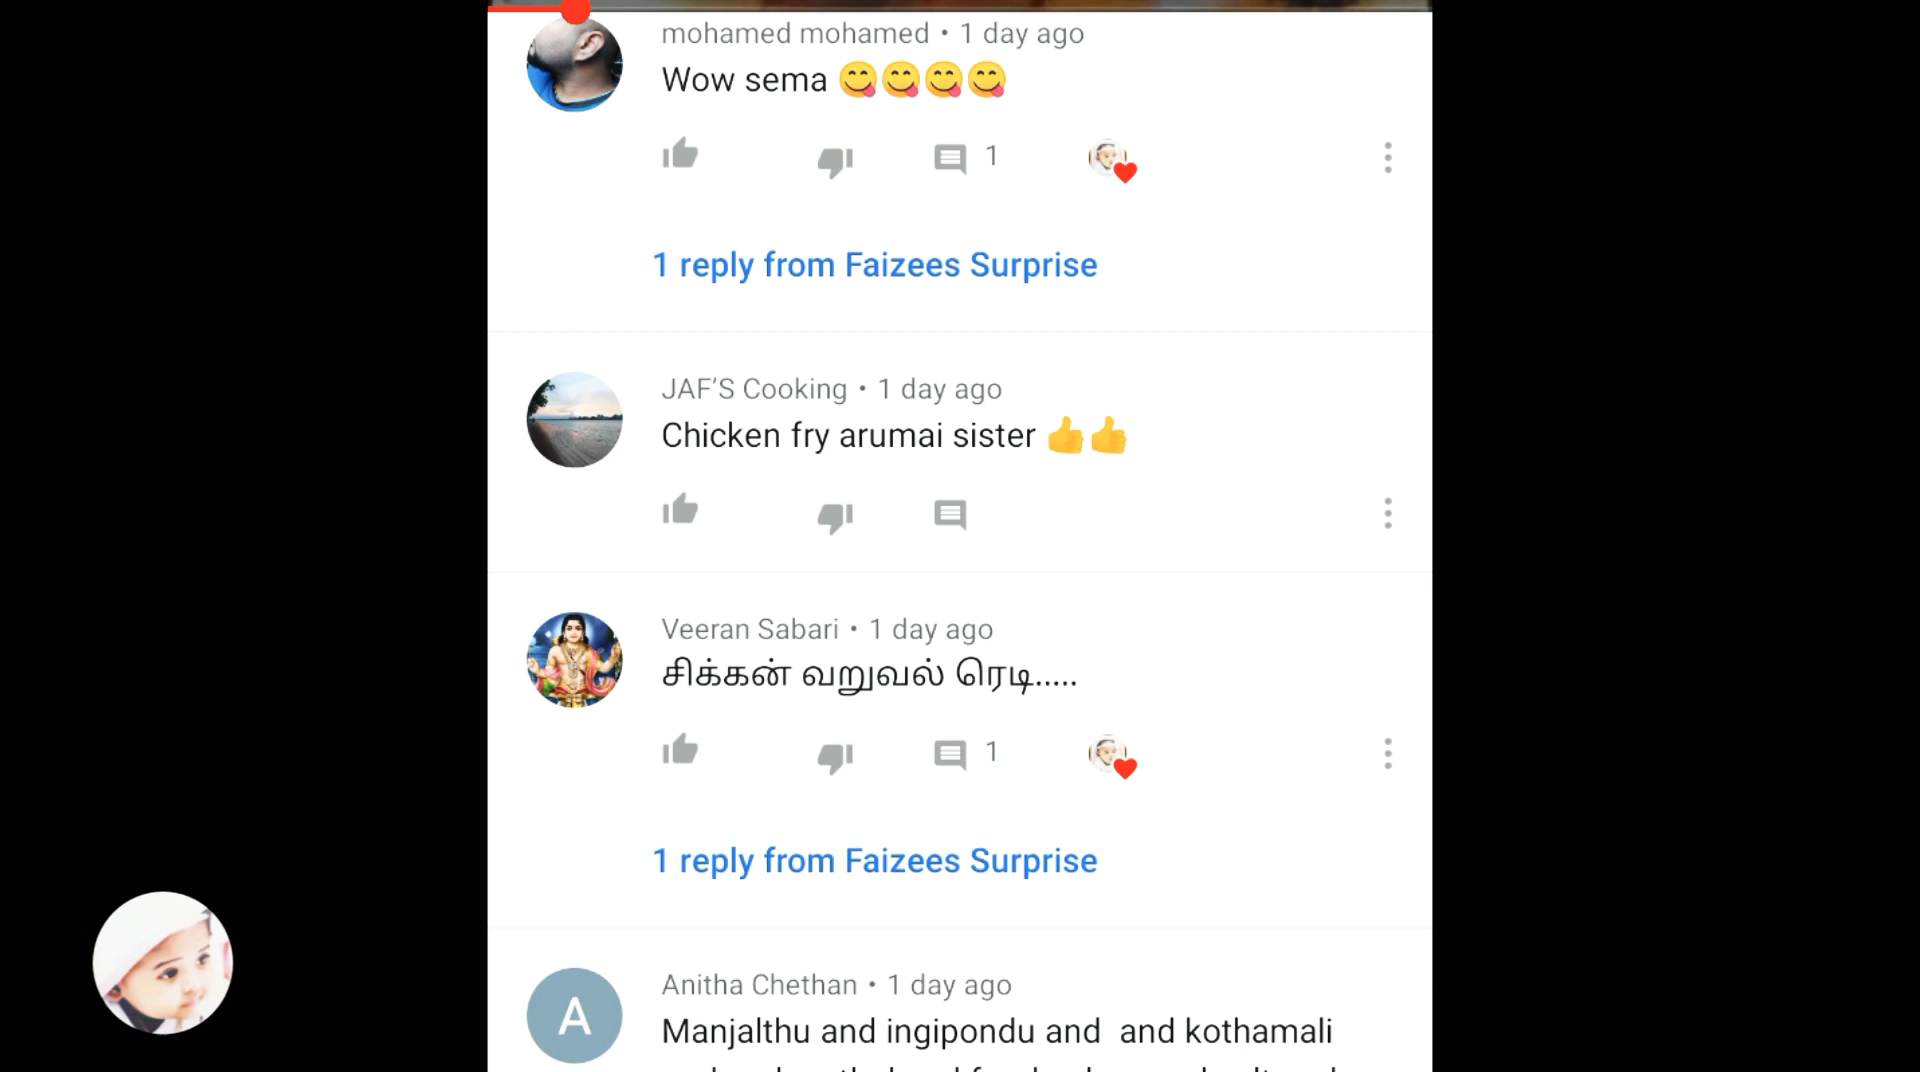 mohamed mohamed • 1 day ago
Wow sema 😋😋😋😋
1
1 reply from Faizees Surprise
JAF'S Cooking • 1 day ago
Chicken fry arumai sister 👍👍
Veeran Sabari • 1 day ago
சிக்கன் வறுவல் ரெடி.....
1
1 reply from Faizees Surprise
A
Anitha Chethan • 1 day ago
Manjalthu and ingipondu and  and kothamali